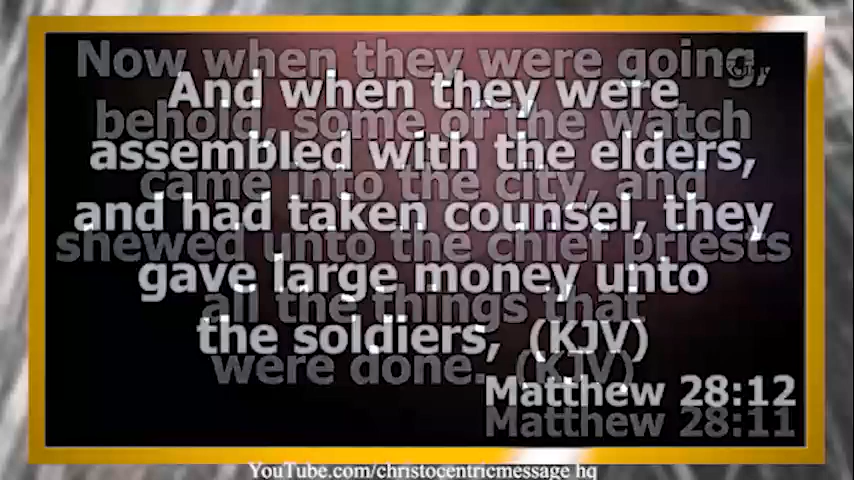 Now when they were going,
And when they were
behold, some of the watch
assembled with the elders,
came into the city, and
and had taken counsel, they
shewed unto the chief priests
gave large money unto
all the things that
the soldiers, (KJV)
were done. (KJV)
Matthew 28:12
Matthew 28:11
YouTube.com/christocentricmessage hq